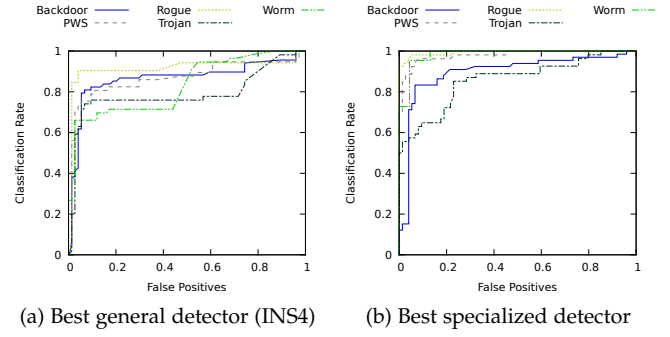 Backdoor Rogue Worm
PWS Trojan
1
0.8
0.6
0.4
0.2
0
0 0.2 0.4 0.6 0.8 1
Classification Rate
False Positives
(a) Best general detector (INS4)
Backdoor Rogue Worm
PWS Trojan
1
0.8
0.6
0.4
0.2
0
0 0.2 0.4 0.6 0.8 1
Classification Rate
False Positives
(b) Best specialized detector